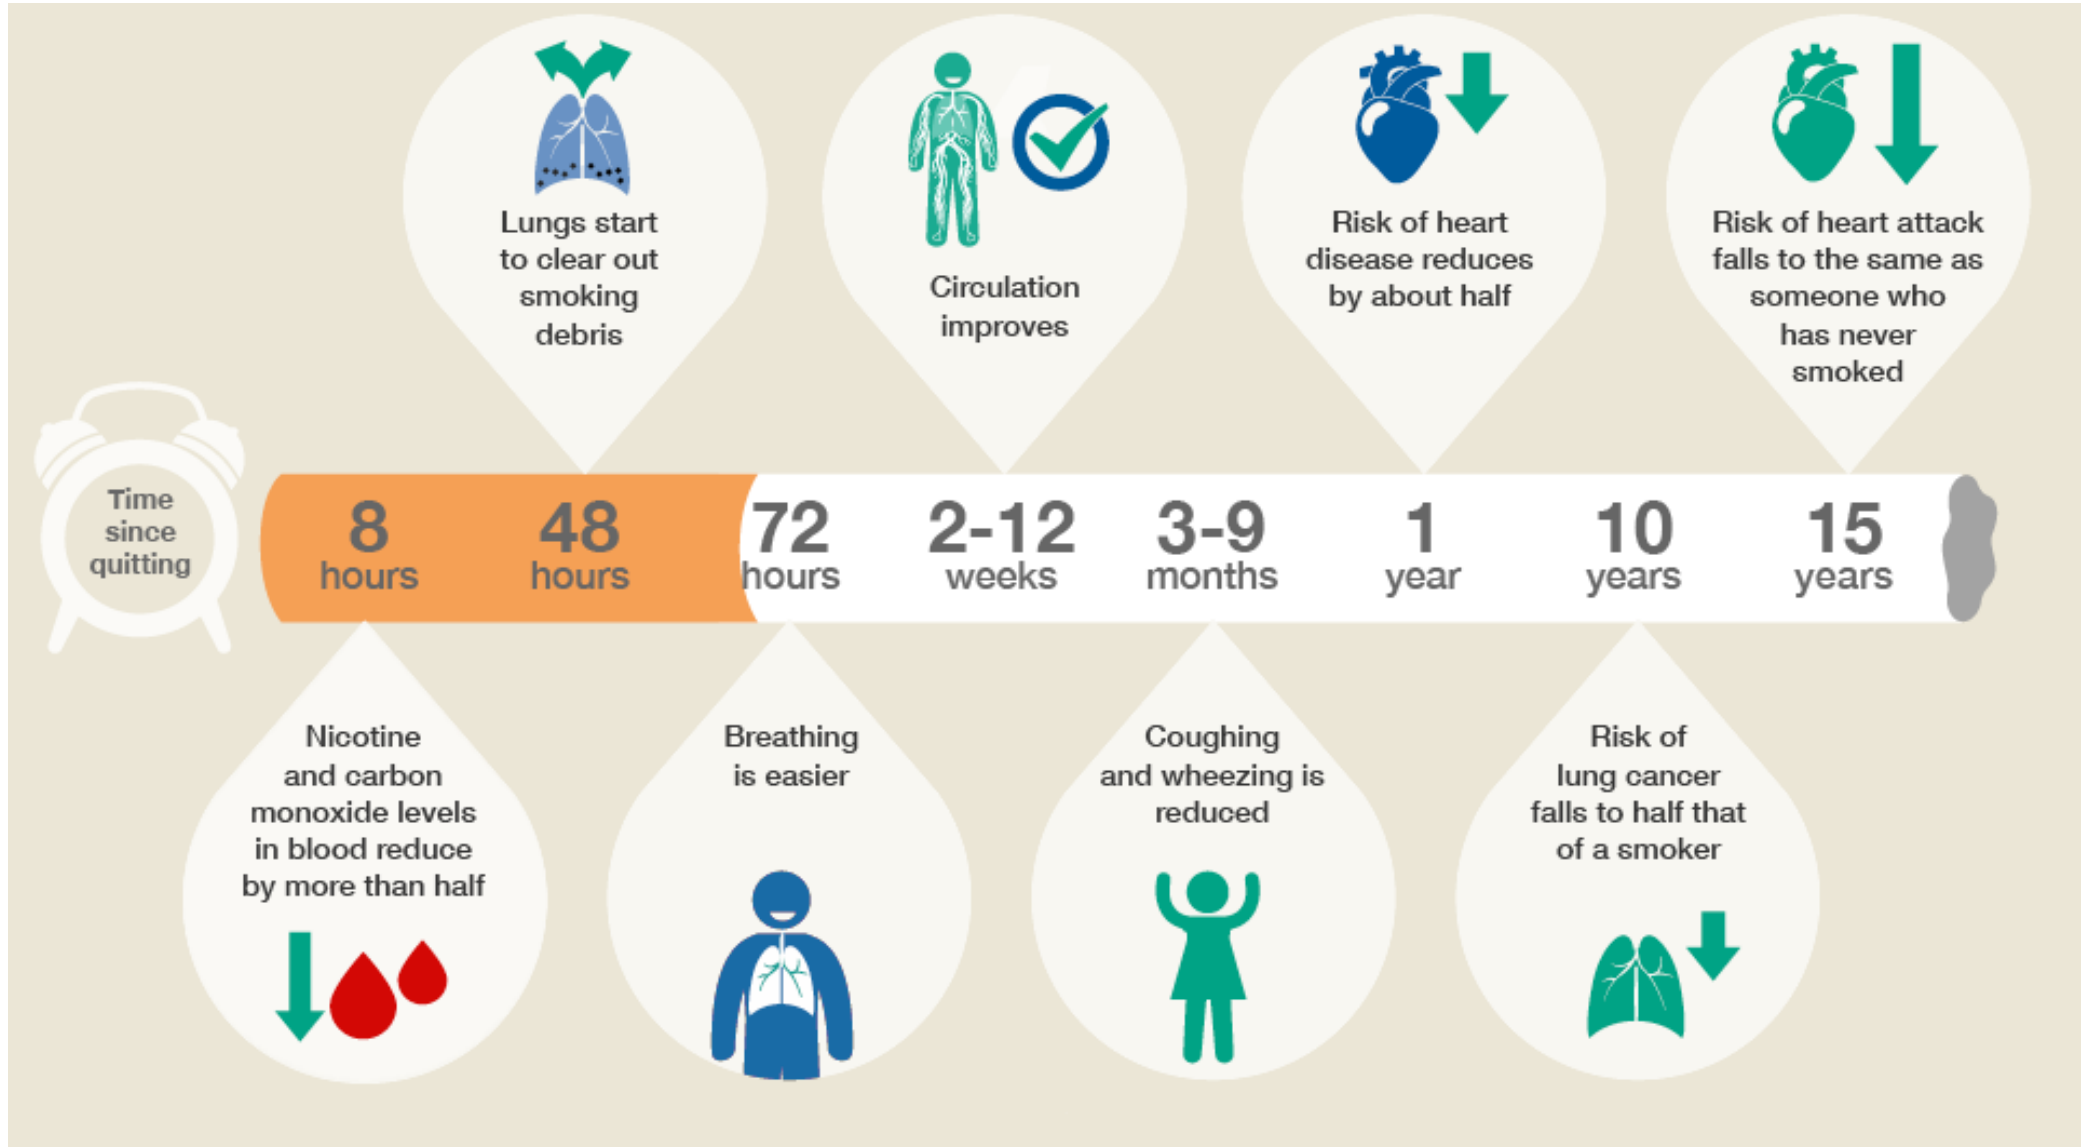 Lungs start
to clear out
smoking
debris
Circulation
improves
Risk of heart
disease reduces
by about half
Risk of heart attack
falls to the same as
someone who
has never
smoked
Time
since
quitting
8
hours
48
hours
72
hours
2-12
weeks
3-9
months
1
year
10
years
15
years
Nicotine
and carbon
monoxide levels
in blood reduce
by more than half
Breathing
is easier
Coughing
and wheezing is
reduced
Risk of
lung cancer
falls to half that
of a smoker